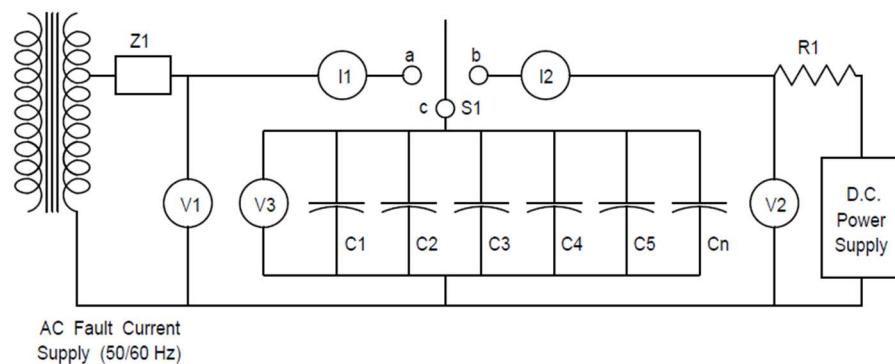 Z1
I1
a
b
I2
R1
c
S1
V1
V3
C1
C2
C3
C4
C5
Cn
V2
D.C.
Power
Supply
AC Fault Current
Supply (50/60 Hz)